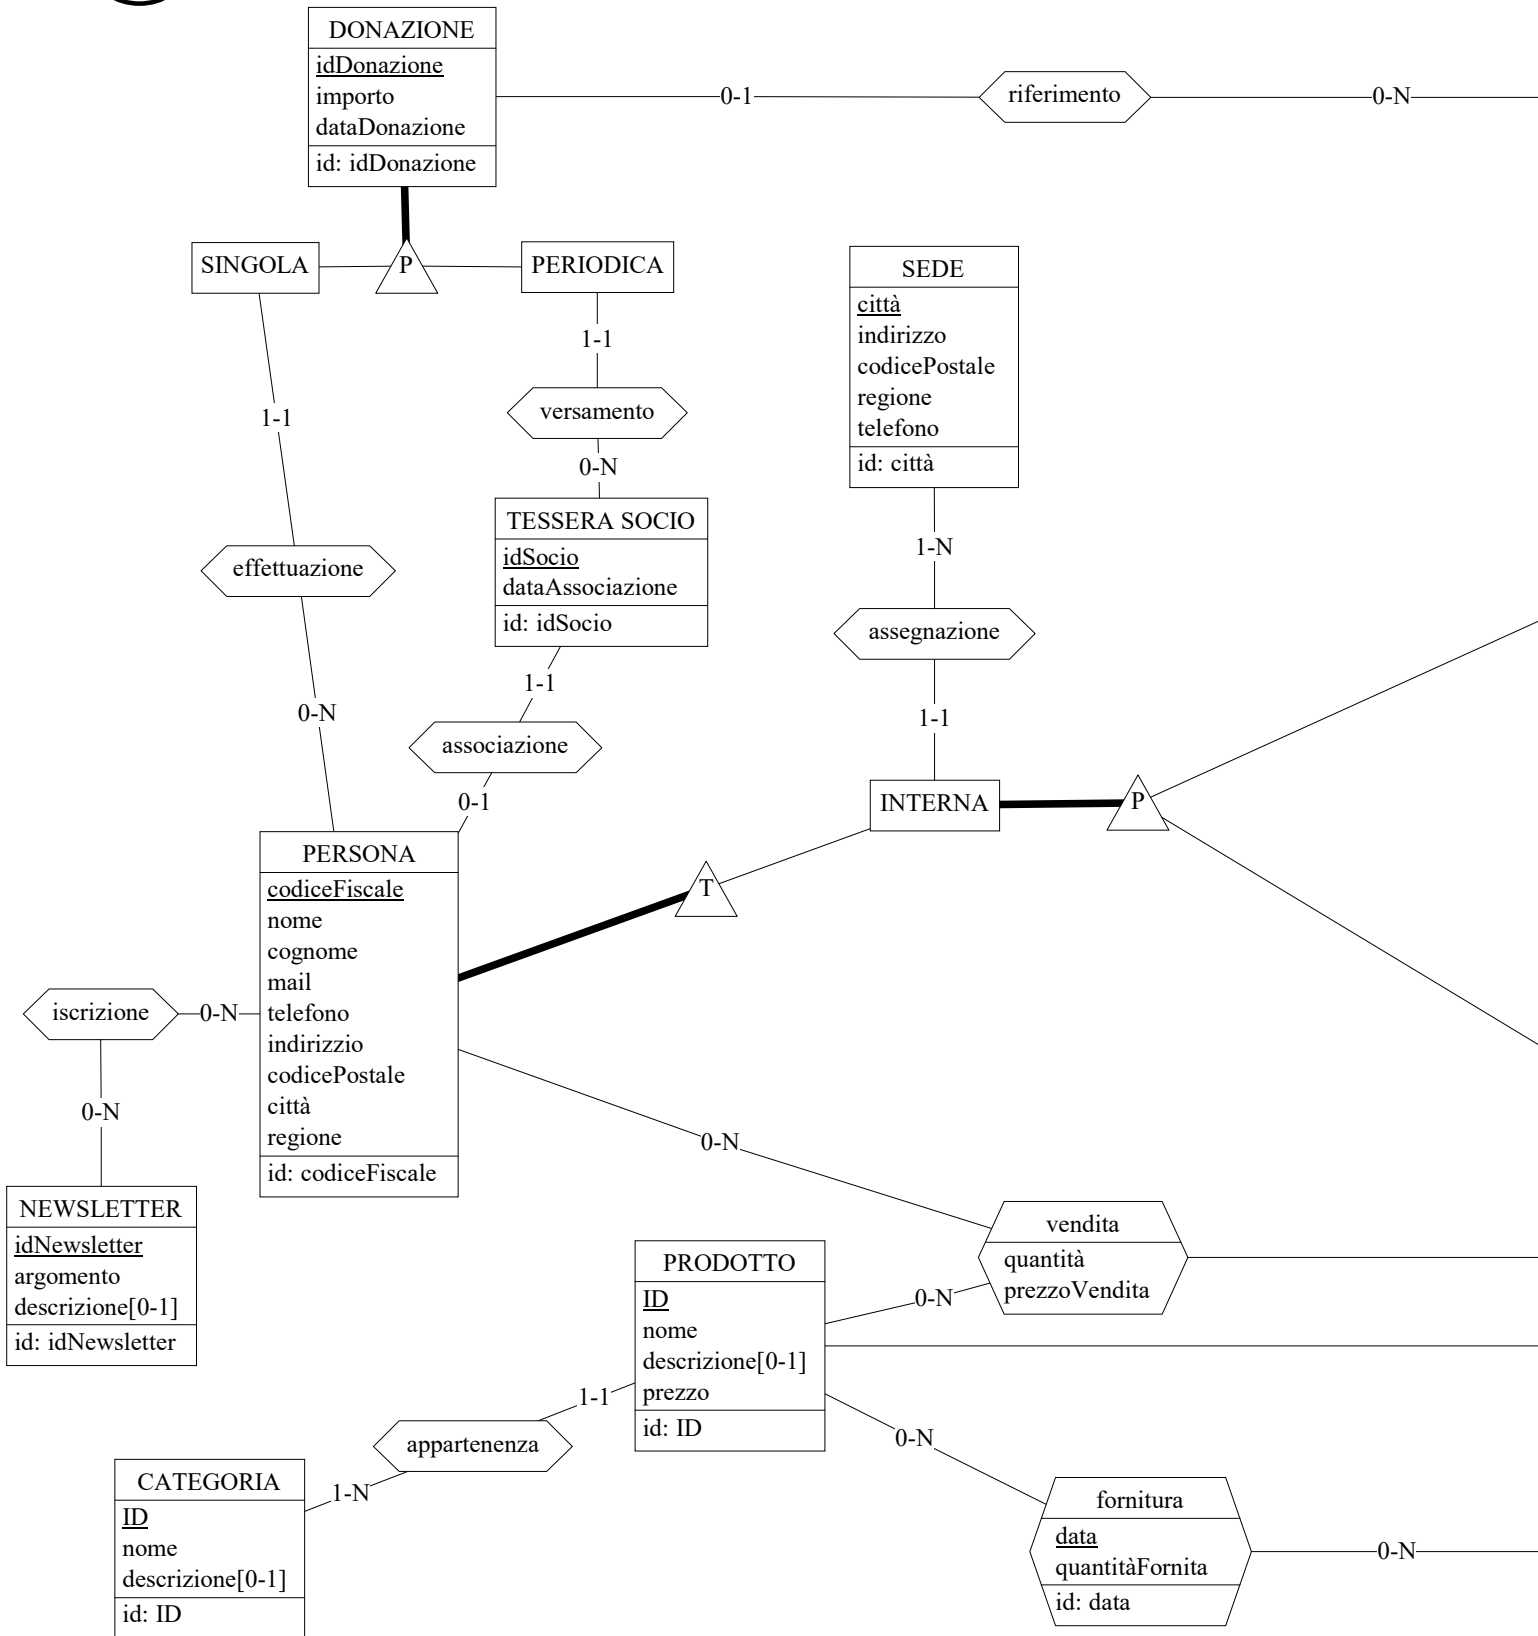 DONAZIONE
idDonazione
importo
dataDonazione
id: idDonazione
0-1
riferimento
0-N
SINGOLA
P
PERIODICA
SEDE
città
indirizzo
codicePostale
regione
telefono
id: città
1-1
versamento
1-1
0-N
TESSERA SOCIO
idSocio
dataAssociazione
id: idSocio
effettuazione
1-N
assegnazione
1-1
0-N
1-1
associazione
0-1
INTERNA
P
T
PERSONA
codiceFiscale
nome
cognome
mail
telefono
indirizzio
codicePostale
città
regione
id: codiceFiscale
iscrizione
0-N
0-N
NEWSLETTER
idNewsletter
argomento
descrizione[0-1]
id: idNewsletter
0-N
vendita
quantità
prezzoVendita
PRODOTTO
ID
nome
descrizione[0-1]
prezzo
id: ID
0-N
1-1
appartenenza
1-N
CATEGORIA
ID
nome
descrizione[0-1]
id: ID
0-N
fornitura
data
quantitàFornita
id: data
0-N